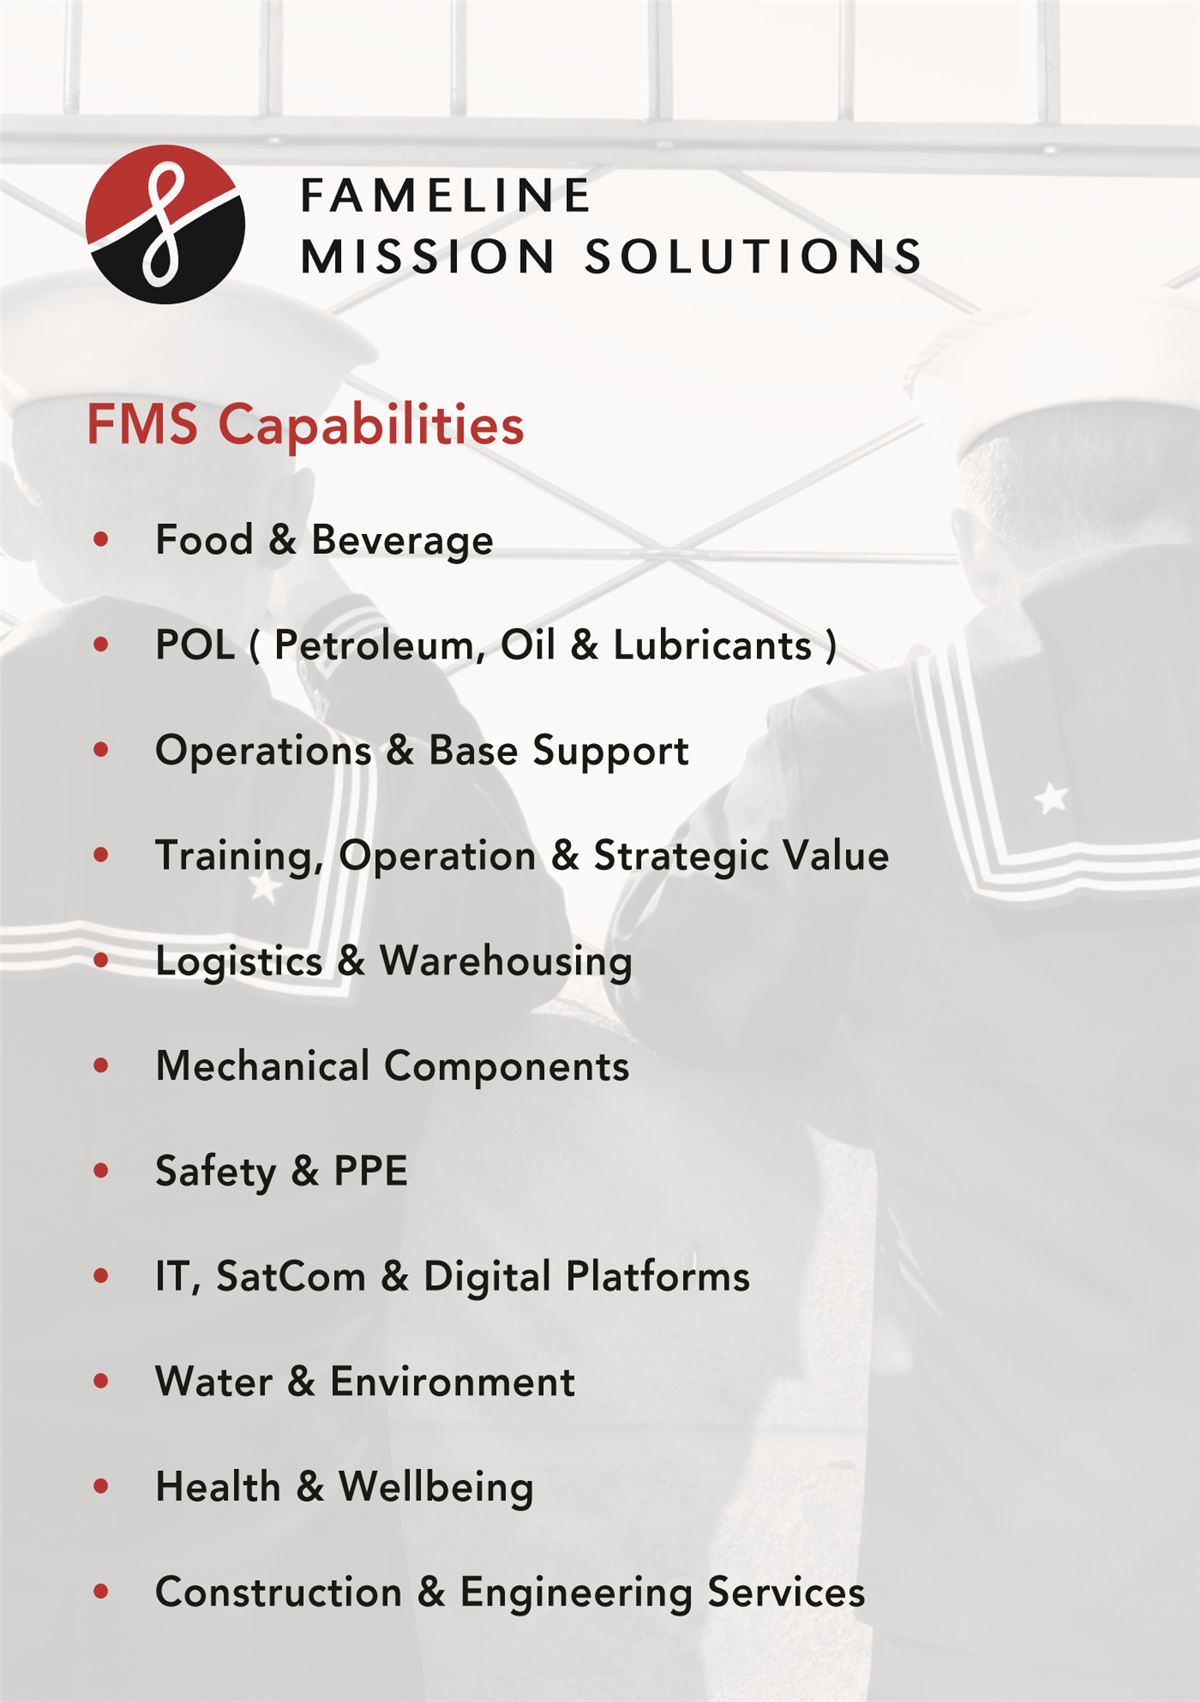 FAMELINE
MISSION SOLUTIONS
FMS Capabilities
• Food & Beverage
• POL ( Petroleum, Oil & Lubricants )
• Operations & Base Support
• Training, Operation & Strategic Value
• Logistics & Warehousing
• Mechanical Components
• Safety & PPE
• IT, SatCom & Digital Platforms
• Water & Environment
• Health & Wellbeing
• Construction & Engineering Services